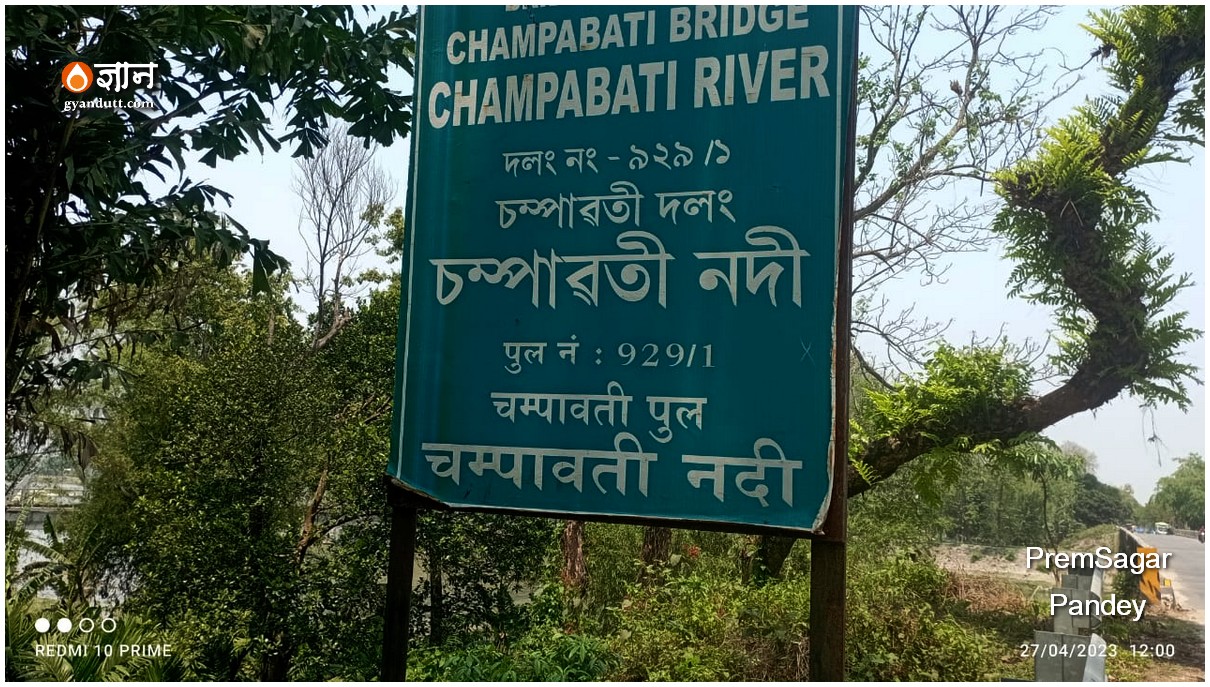 CHAMPABATI BRIDGE
CHAMPABATI RIVER
দলং নং - ৯২৯/১
চম্পাৱতী দলং
চম্পাৱতী নদী
पुल नं : 929/1
चम्पावती पुल
चम्पावती नदी
ज्ञान
gyandutt.com
PremSagar
Pandey
REDMI 10 PRIME
27/04/2023 12:00